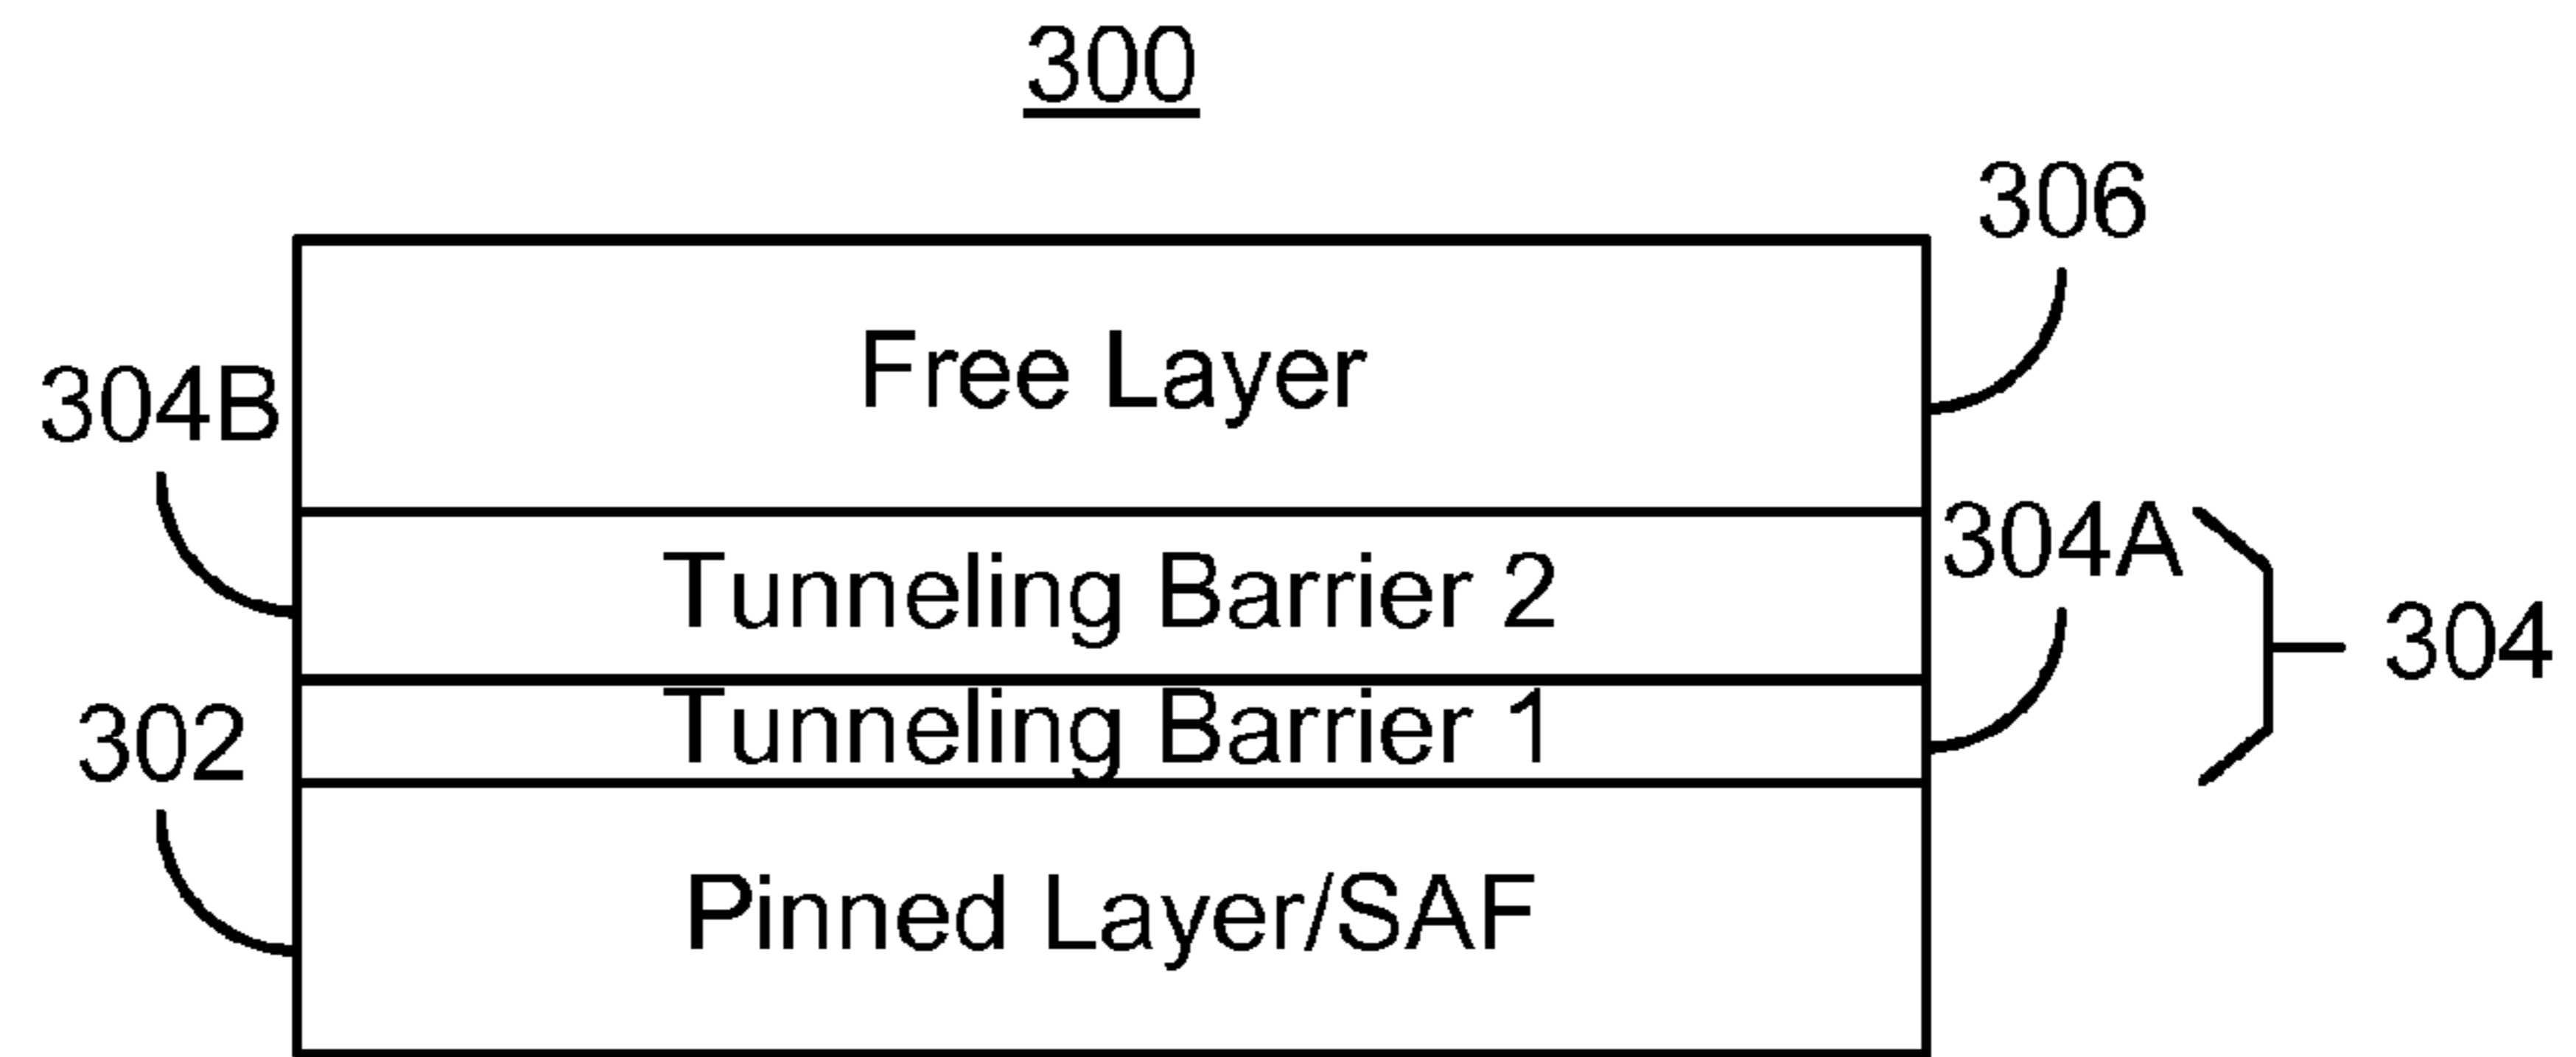 300
306
Free Layer
304B
Tunneling Barrier 2
304A
304
302
Tunneling Barrier 1
Pinned Layer/SAF